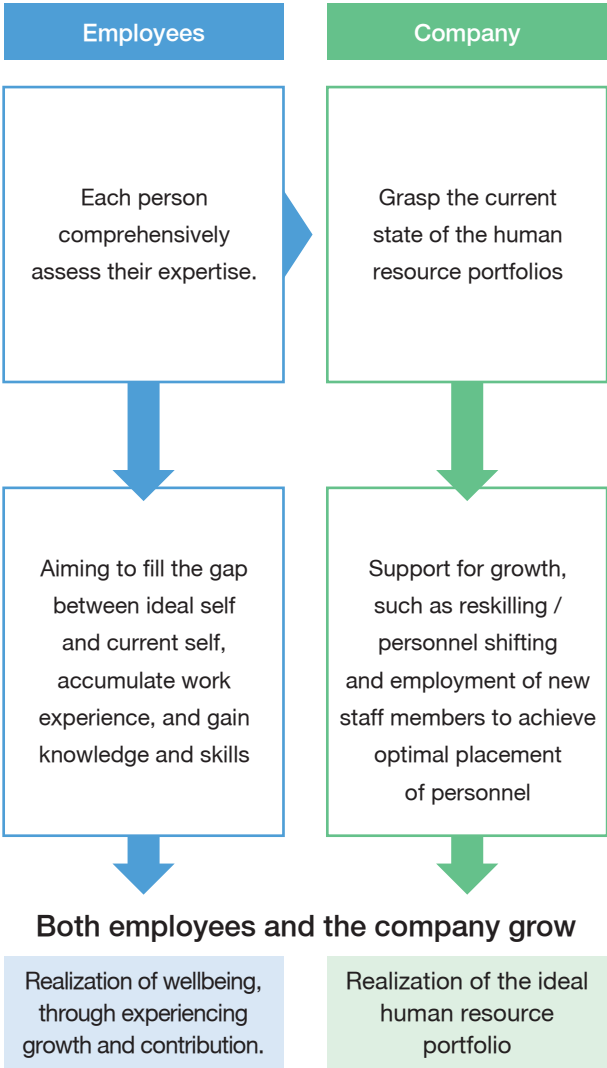 Employees
Company
Each person
comprehensively
assess their expertise.
Grasp the current
state of the human
resource portfolios
Aiming to fill the gap
between ideal self
and current self,
accumulate work
experience, and gain
knowledge and skills
Support for growth,
such as reskilling /
personnel shifting
and employment of new
staff members to achieve
optimal placement
of personnel
Both employees and the company grow
Realization of wellbeing,
through experiencing
growth and contribution.
Realization of the ideal
human resource
portfolio